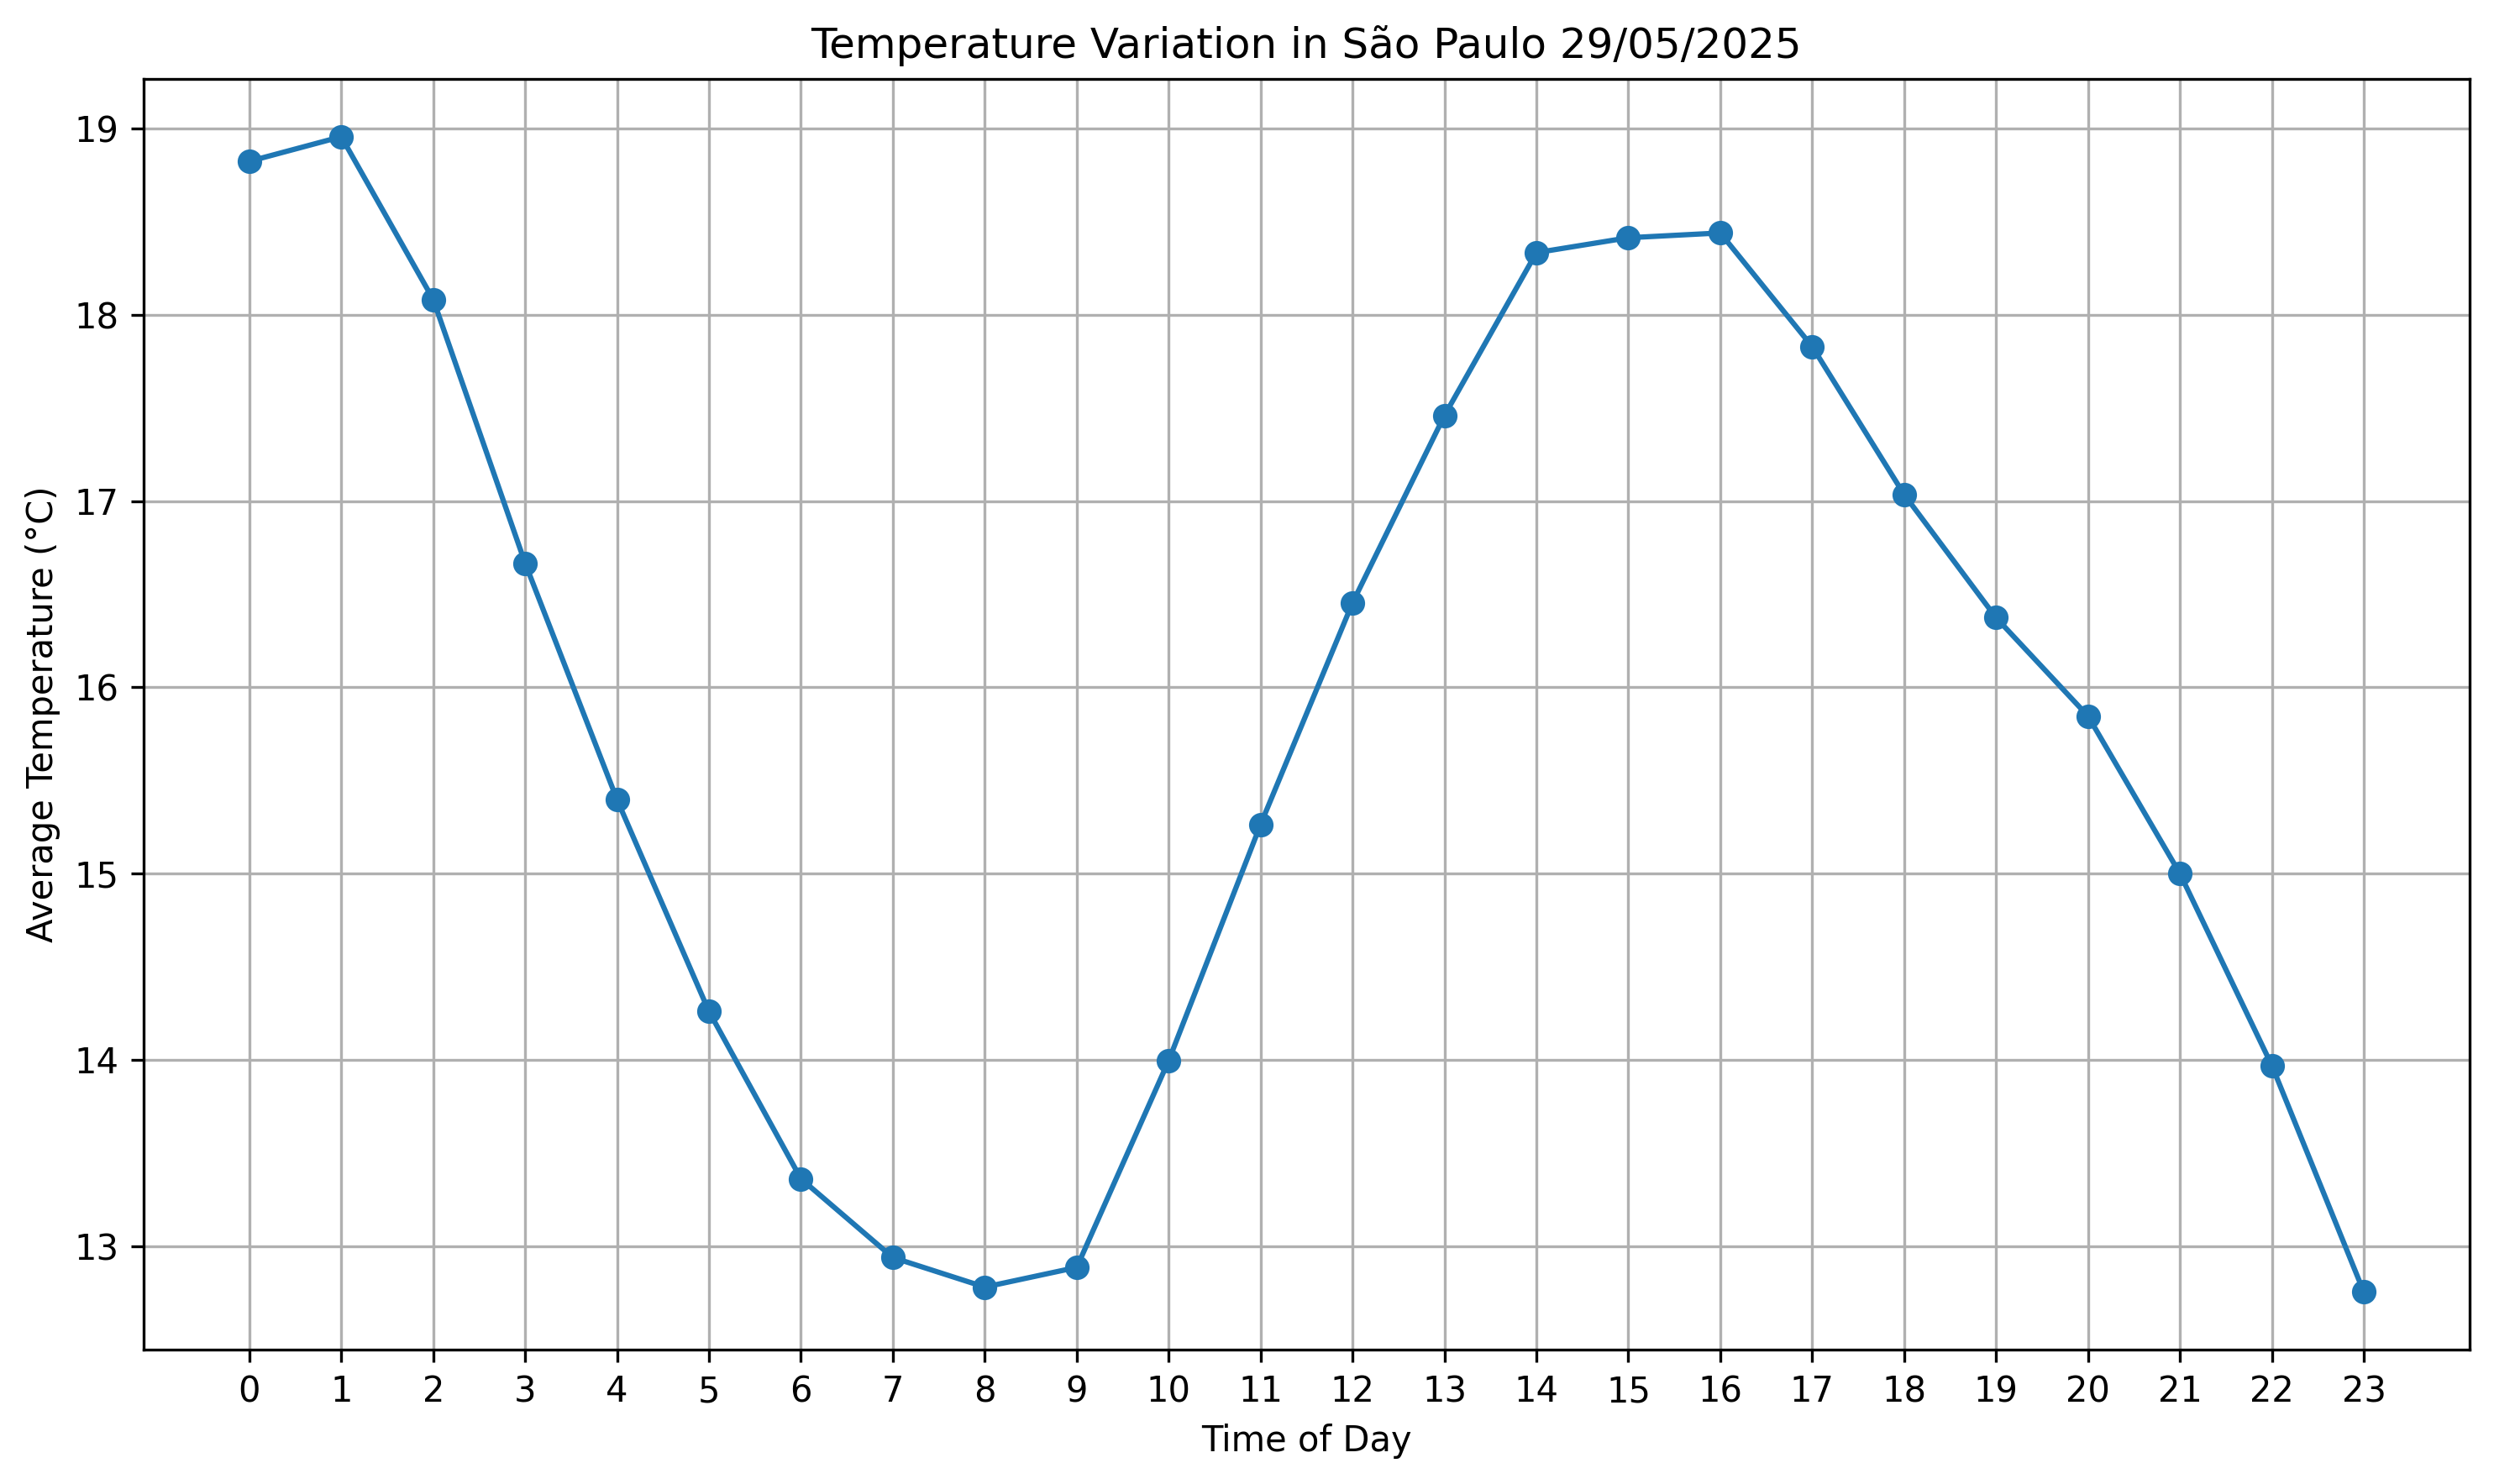 Temperature Variation in São Paulo 29/05/2025
Average Temperature (°C)
19
18
17
16
15
14
13
0 1 2 3 4 5 6 7 8 9 10 11 12 13 14 15 16 17 18 19 20 21 22 23
Time of Day